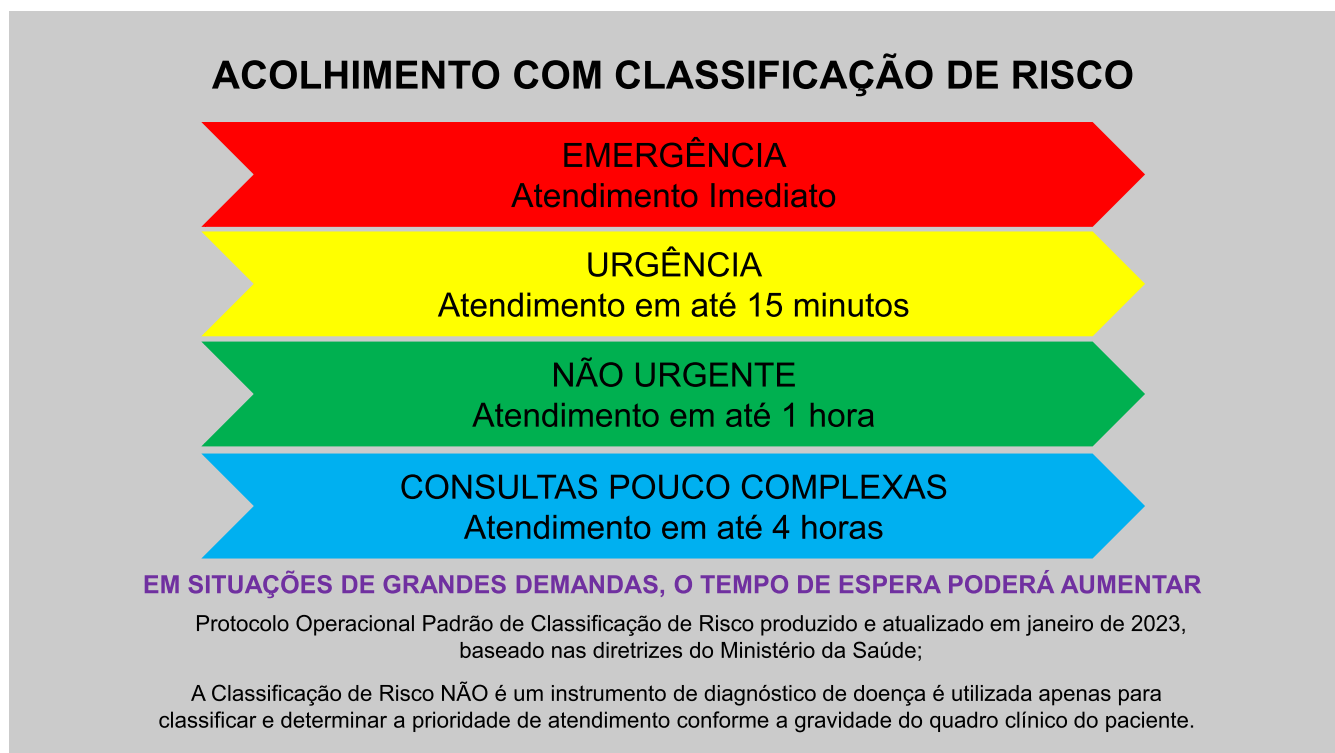 ACOLHIMENTO COM CLASSIFICAÇÃO DE RISCO
EMERGÊNCIA
Atendimento Imediato
URGÊNCIA
Atendimento em até 15 minutos
NÃO URGENTE
Atendimento em até 1 hora
CONSULTAS POUCO COMPLEXAS
Atendimento em até 4 horas
EM SITUAÇÕES DE GRANDES DEMANDAS, O TEMPO DE ESPERA PODERÁ AUMENTAR
Protocolo Operacional Padrão de Classificação de Risco produzido e atualizado em janeiro de 2023,
baseado nas diretrizes do Ministério da Saúde;
A Classificação de Risco NÃO é um instrumento de diagnóstico de doença é utilizada apenas para
classificar e determinar a prioridade de atendimento conforme a gravidade do quadro clínico do paciente.